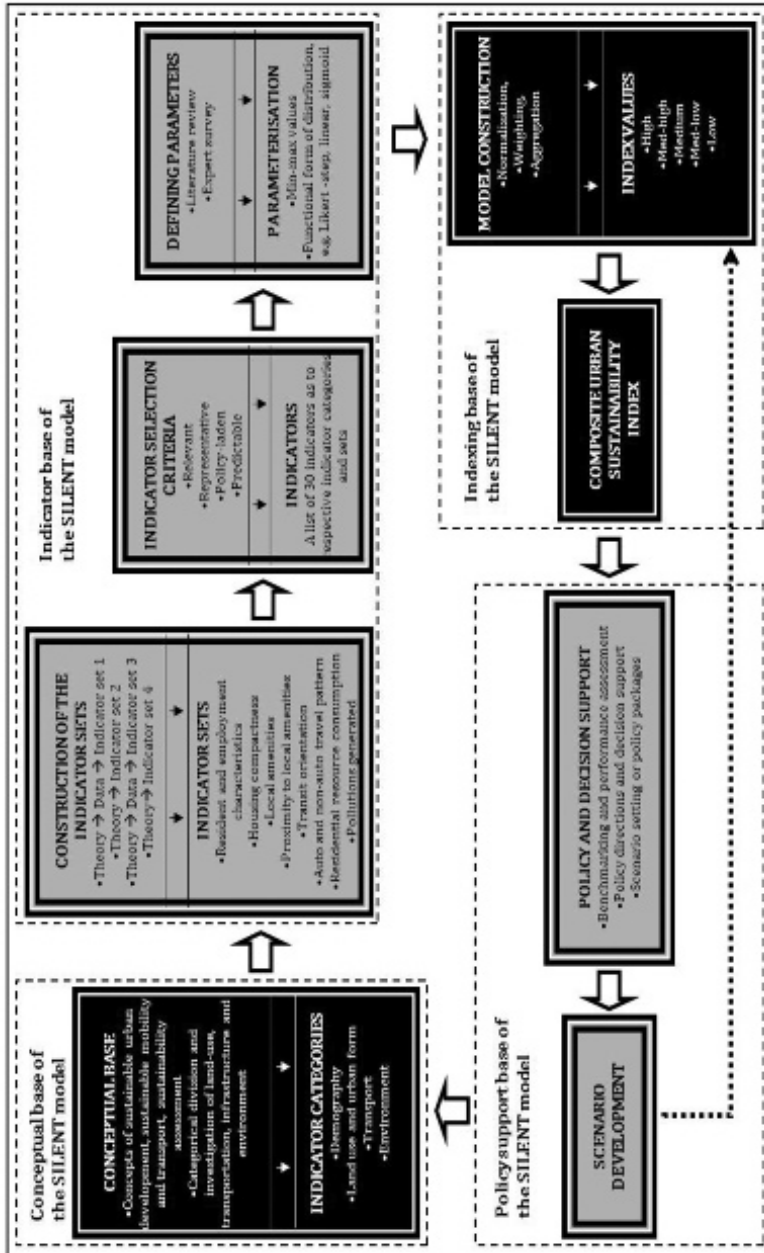 Conceptual base of
the SILENT model
CONCEPTUAL BASE
•Concepts of sustainable urban
development, sustainable mobility
and transport, sustainability
assessment
•Categorical division and
investigation of land-use,
transportation, infrastructure and
environment
INDICATOR CATEGORIES
•Demography
•Land use and urban form
•Transport
•Environment
Indicator base of
the SILENT model
CONSTRUCTION OF THE
INDICATOR SETS
•Theory → Data → Indicator set 1
•Theory → Indicator set 2
•Theory → Data → Indicator set 3
•Theory → Indicator set 4
INDICATOR SETS
•Resident and employment
characteristics
•Housing compactness
•Local amenities
•Proximity to local amenities
•Transit orientation
•Auto and non-auto travel pattern
•Residential resource consumption
•Pollutions generated
INDICATOR SELECTION
CRITERIA
•Relevant
•Representative
•Policy-laden
•Predictable
INDICATORS
A list of 30 indicators as to
respective indicator categories
and sets
DEFINING PARAMETERS
•Literature review
•Expert survey
PARAMETERISATION
•Min-max values
•Functional form of distribution,
e.g. Likert-step, linear, sigmoid
Policy support base of
the SILENT model
SCENARIO
DEVELOPMENT
POLICY AND DECISION SUPPORT
•Benchmarking and performance assessment
•Policy directions and decision support
•Scenario setting or policy packages
Indexing base of
the SILENT model
COMPOSITE URBAN
SUSTAINABILITY
INDEX
MODEL CONSTRUCTION
•Normalization,
•Weighting,
•Aggregation
INDEX VALUES
•High
•Med-high
•Medium
•Med-low
•Low